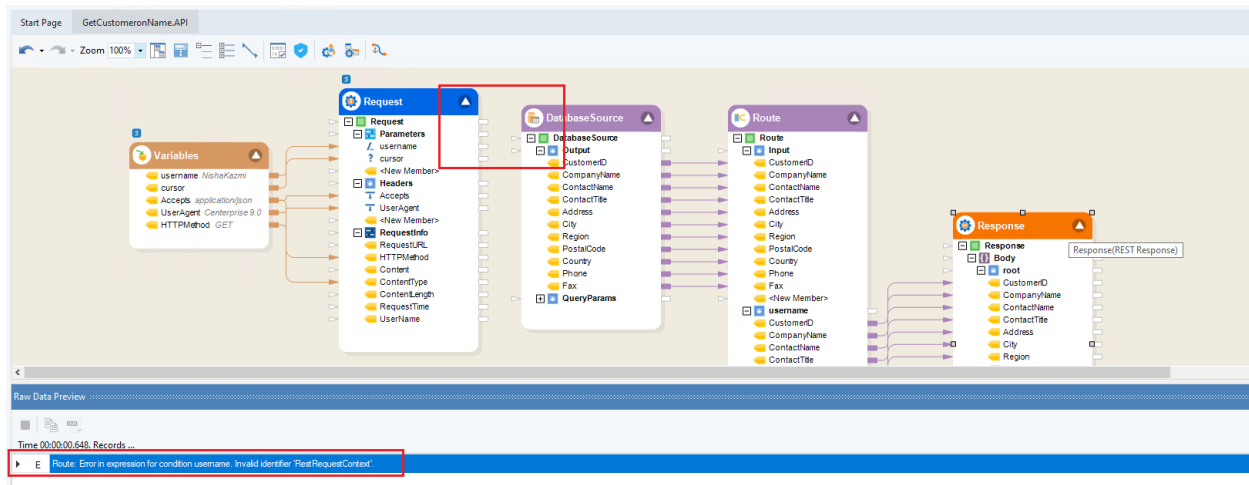 Start Page GetCustomeronName.API
Zoom 100%
S
Request
Request
Parameters
username
cursor
<New Member>
Headers
Accepts
UserAgent
<New Member>
RequestInfo
RequestURL
HTTPMethod
Content
ContentType
ContentLength
RequestTime
UserName
S
Variables
username NishaKazmi
cursor
Accepts application/json
UserAgent Centerprise 9.0
HTTPMethod GET
DatabaseSource
DatabaseSource
Output
CustomerID
CompanyName
ContactName
ContactTitle
Address
City
Region
PostalCode
County
Phone
Fax
QueryParams
Route
Route
Input
CustomerID
CompanyName
ContactName
ContactTitle
Address
City
Region
PostalCode
County
Phone
Fax
<New Member>
username
CustomerID
CompanyName
ContactName
ContactTitle
Response
Response
Body
root
CustomerID
CompanyName
ContactName
ContactTitle
Address
City
Region
Response(REST Response)
Raw Data Preview
Time 00:00:00.648. Records ...
E Route: Error in expression for condition username. Invalid identifier 'RestRequestContext'.